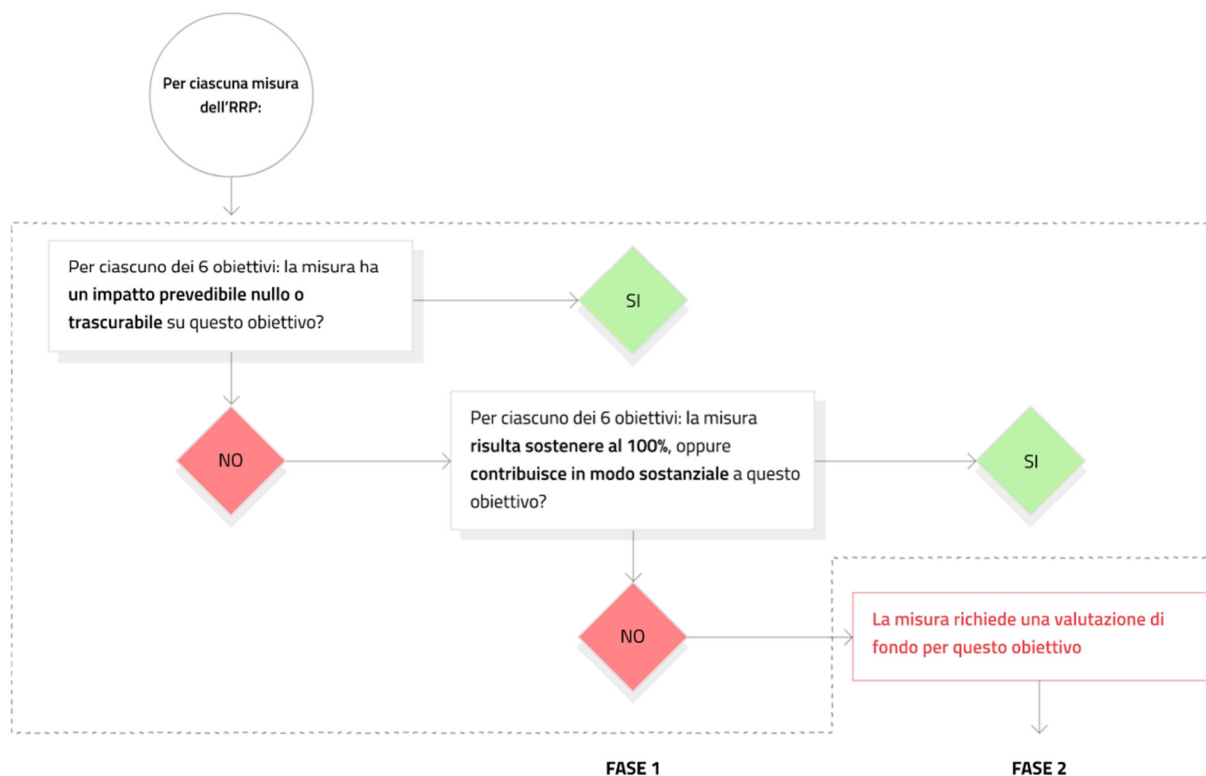 Per ciascuna misura
dell'RRP:
Per ciascuno dei 6 obiettivi: la misura ha
un impatto prevedibile nullo o
trascurabile su questo obiettivo?
SI
NO
Per ciascuno dei 6 obiettivi: la misura
risulta sostenere al 100%, oppure
contribuisce in modo sostanziale a questo
obiettivo?
SI
NO
La misura richiede una valutazione di
fondo per questo obiettivo
FASE 1
FASE 2